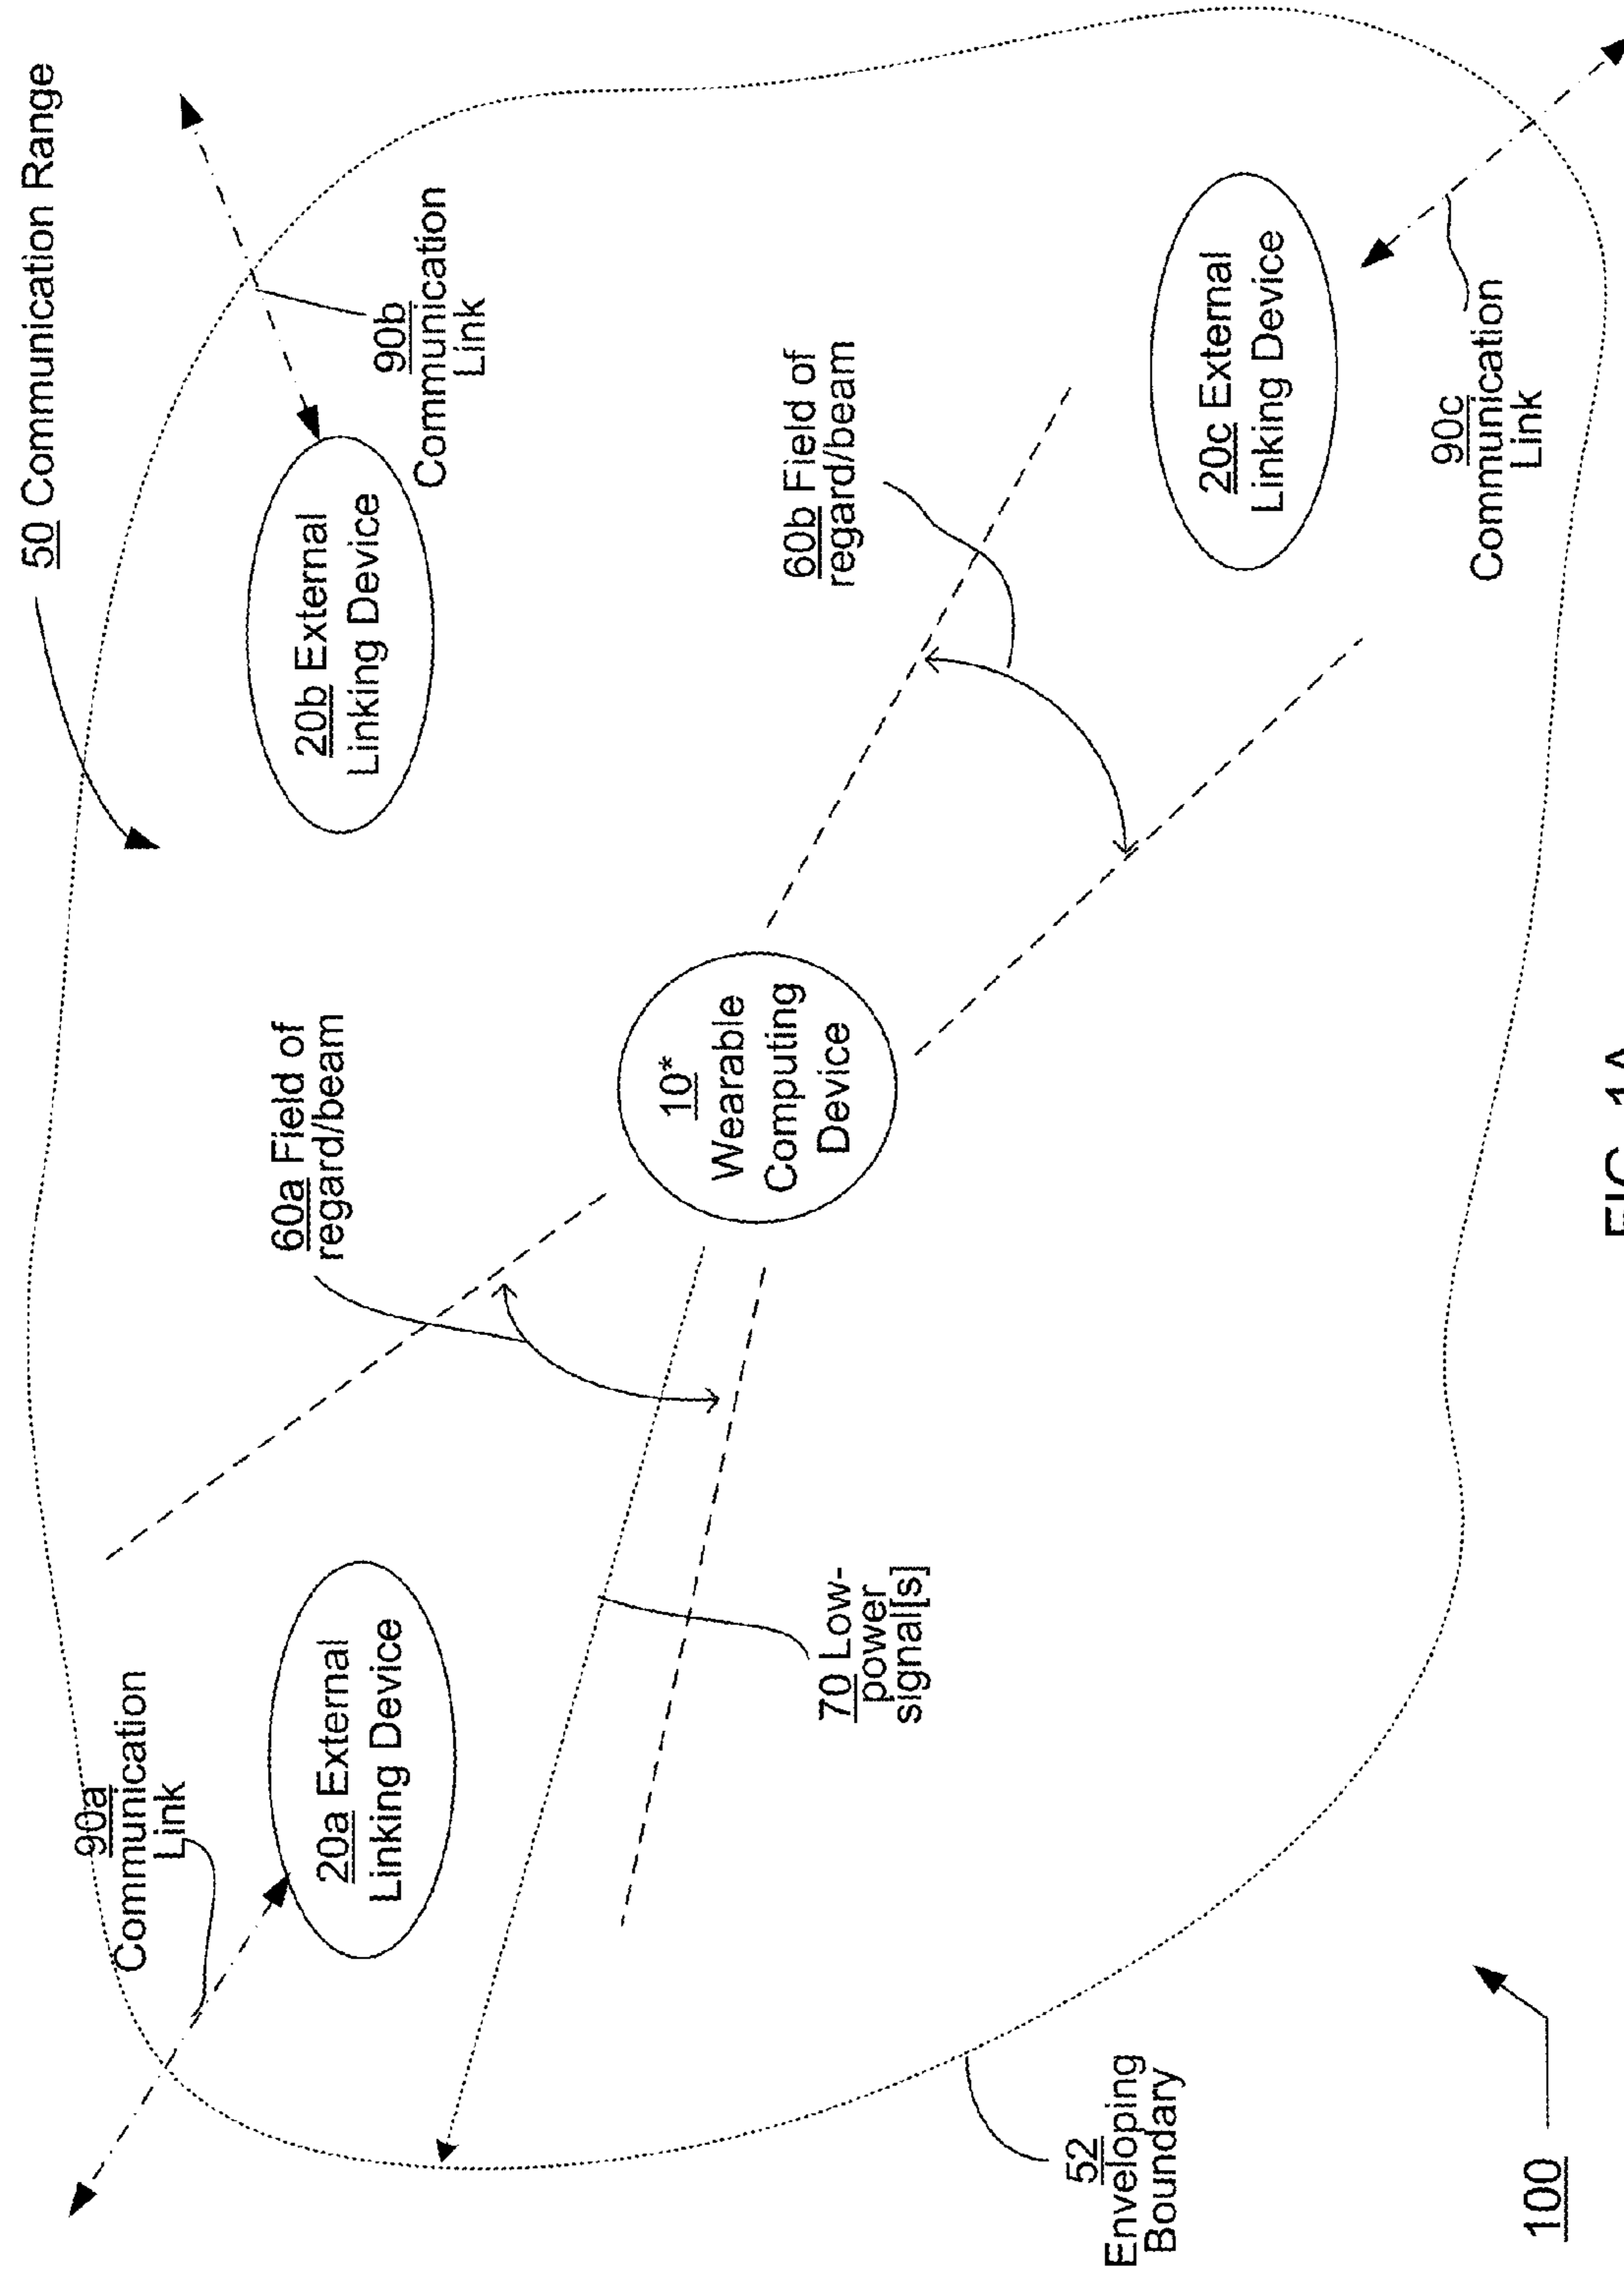 50 Communication Range
90a
Communication
Link
20a External
Linking Device
60a Field of
regard/beam
20b External
Linking Device
90b
Communication
Link
10*
Wearable
Computing
Device
60b Field of
regard/beam
70 Low-
power
signal[s]
20c External
Linking Device
90c
Communication
Link
52
Enveloping
Boundary
100
FIG. 1A